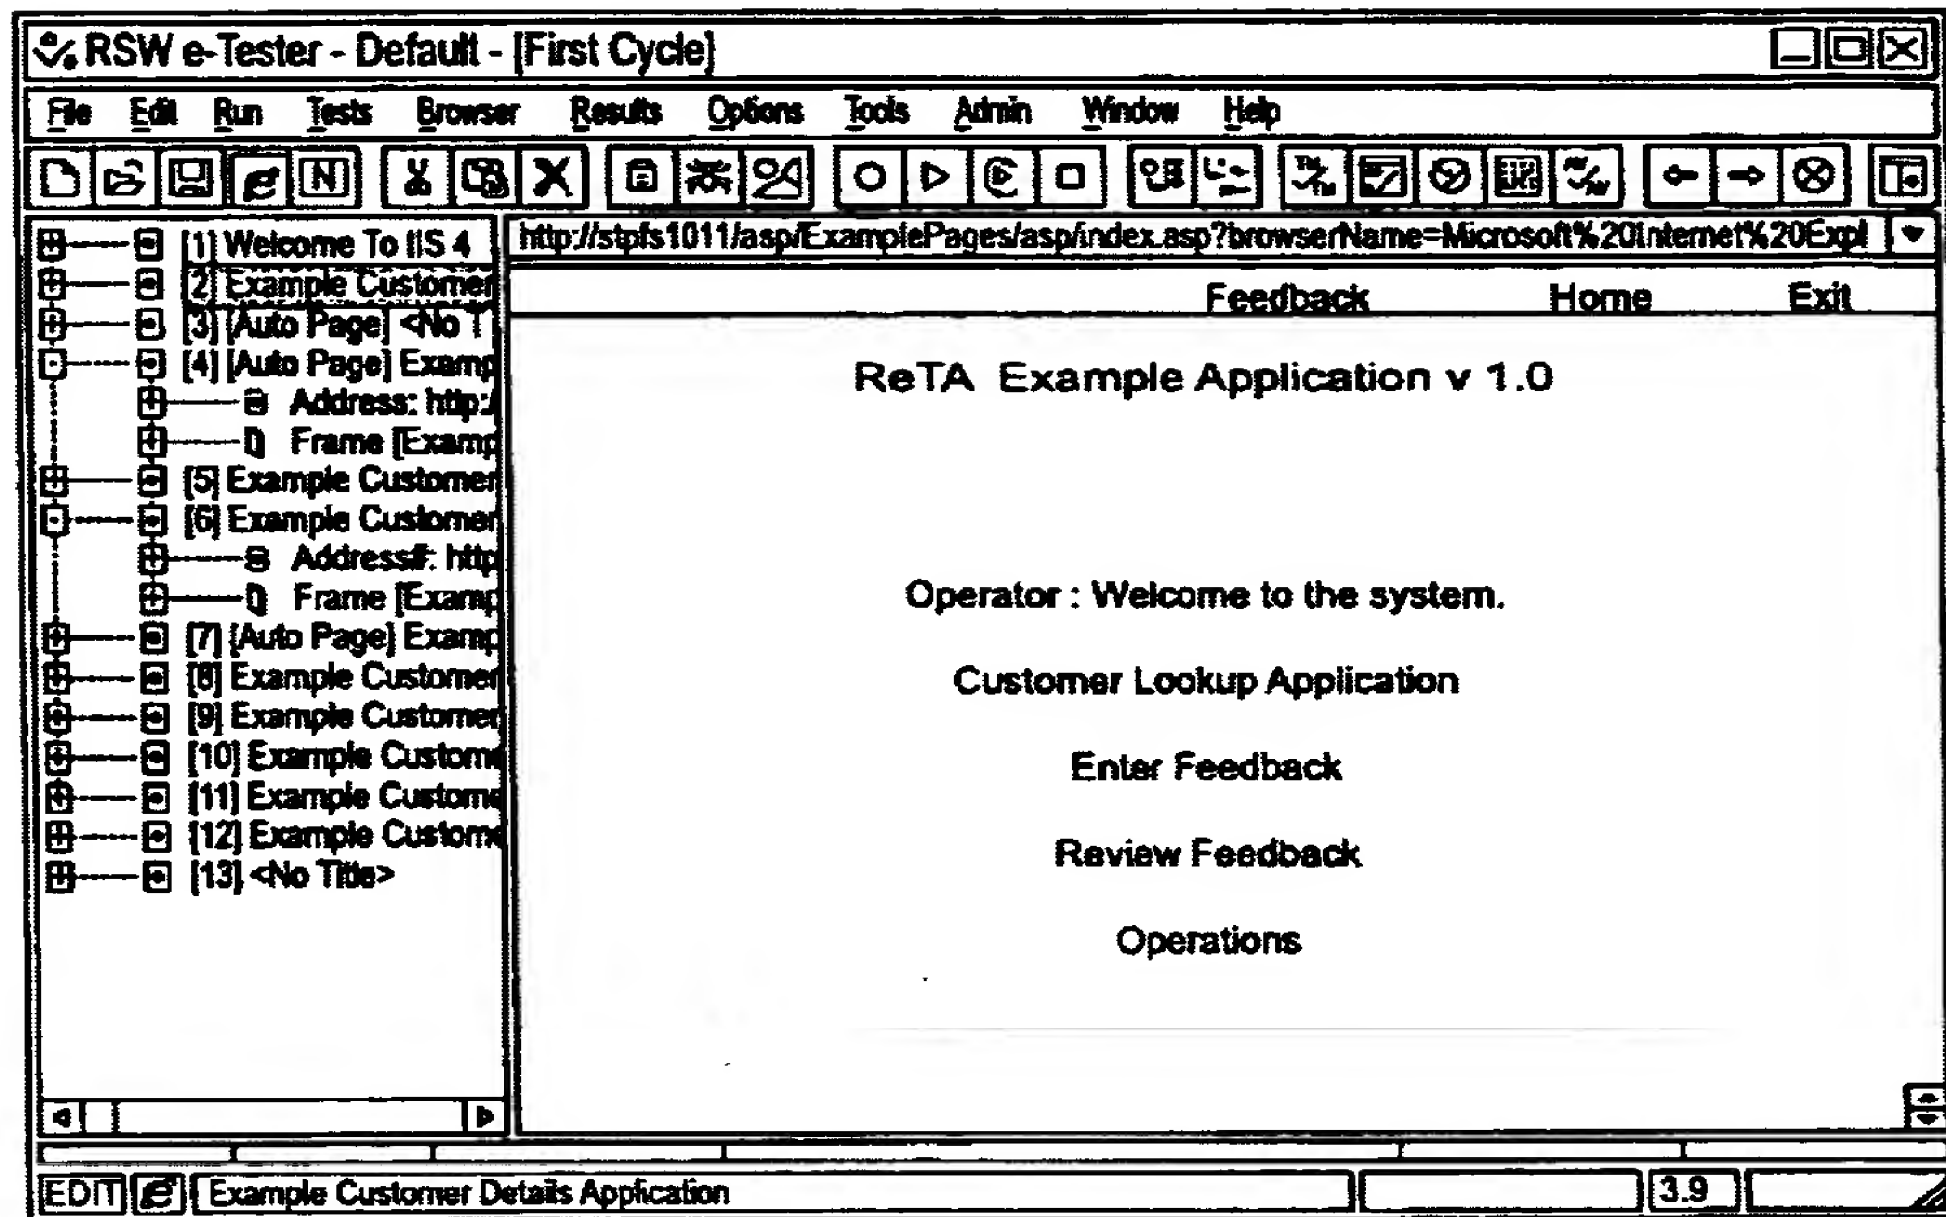 RSW e-Tester - Default - [First Cycle]
File Edit Run Tests Browser Results Options Tools Admin Window Help
[1] Welcome To IIS 4
[2] Example Customer
[3] [Auto Page] <No T
[4] [Auto Page] Examp
Address: http:/
Frame [Examp
[5] Example Customer
[6] Example Customer
Address#: http
Frame [Examp
[7] [Auto Page] Examp
[8] Example Customer
[9] Example Customer
[10] Example Custome
[11] Example Custome
[12] Example Custome
[13] <No Title>
http://stpfs1011/asp/ExamplePages/asp/index.asp?browserName=Microsoft%20Internet%20Expl
Feedback Home Exit
ReTA Example Application v 1.0
Operator : Welcome to the system.
Customer Lookup Application
Enter Feedback
Review Feedback
Operations
EDIT Example Customer Details Application 3.9